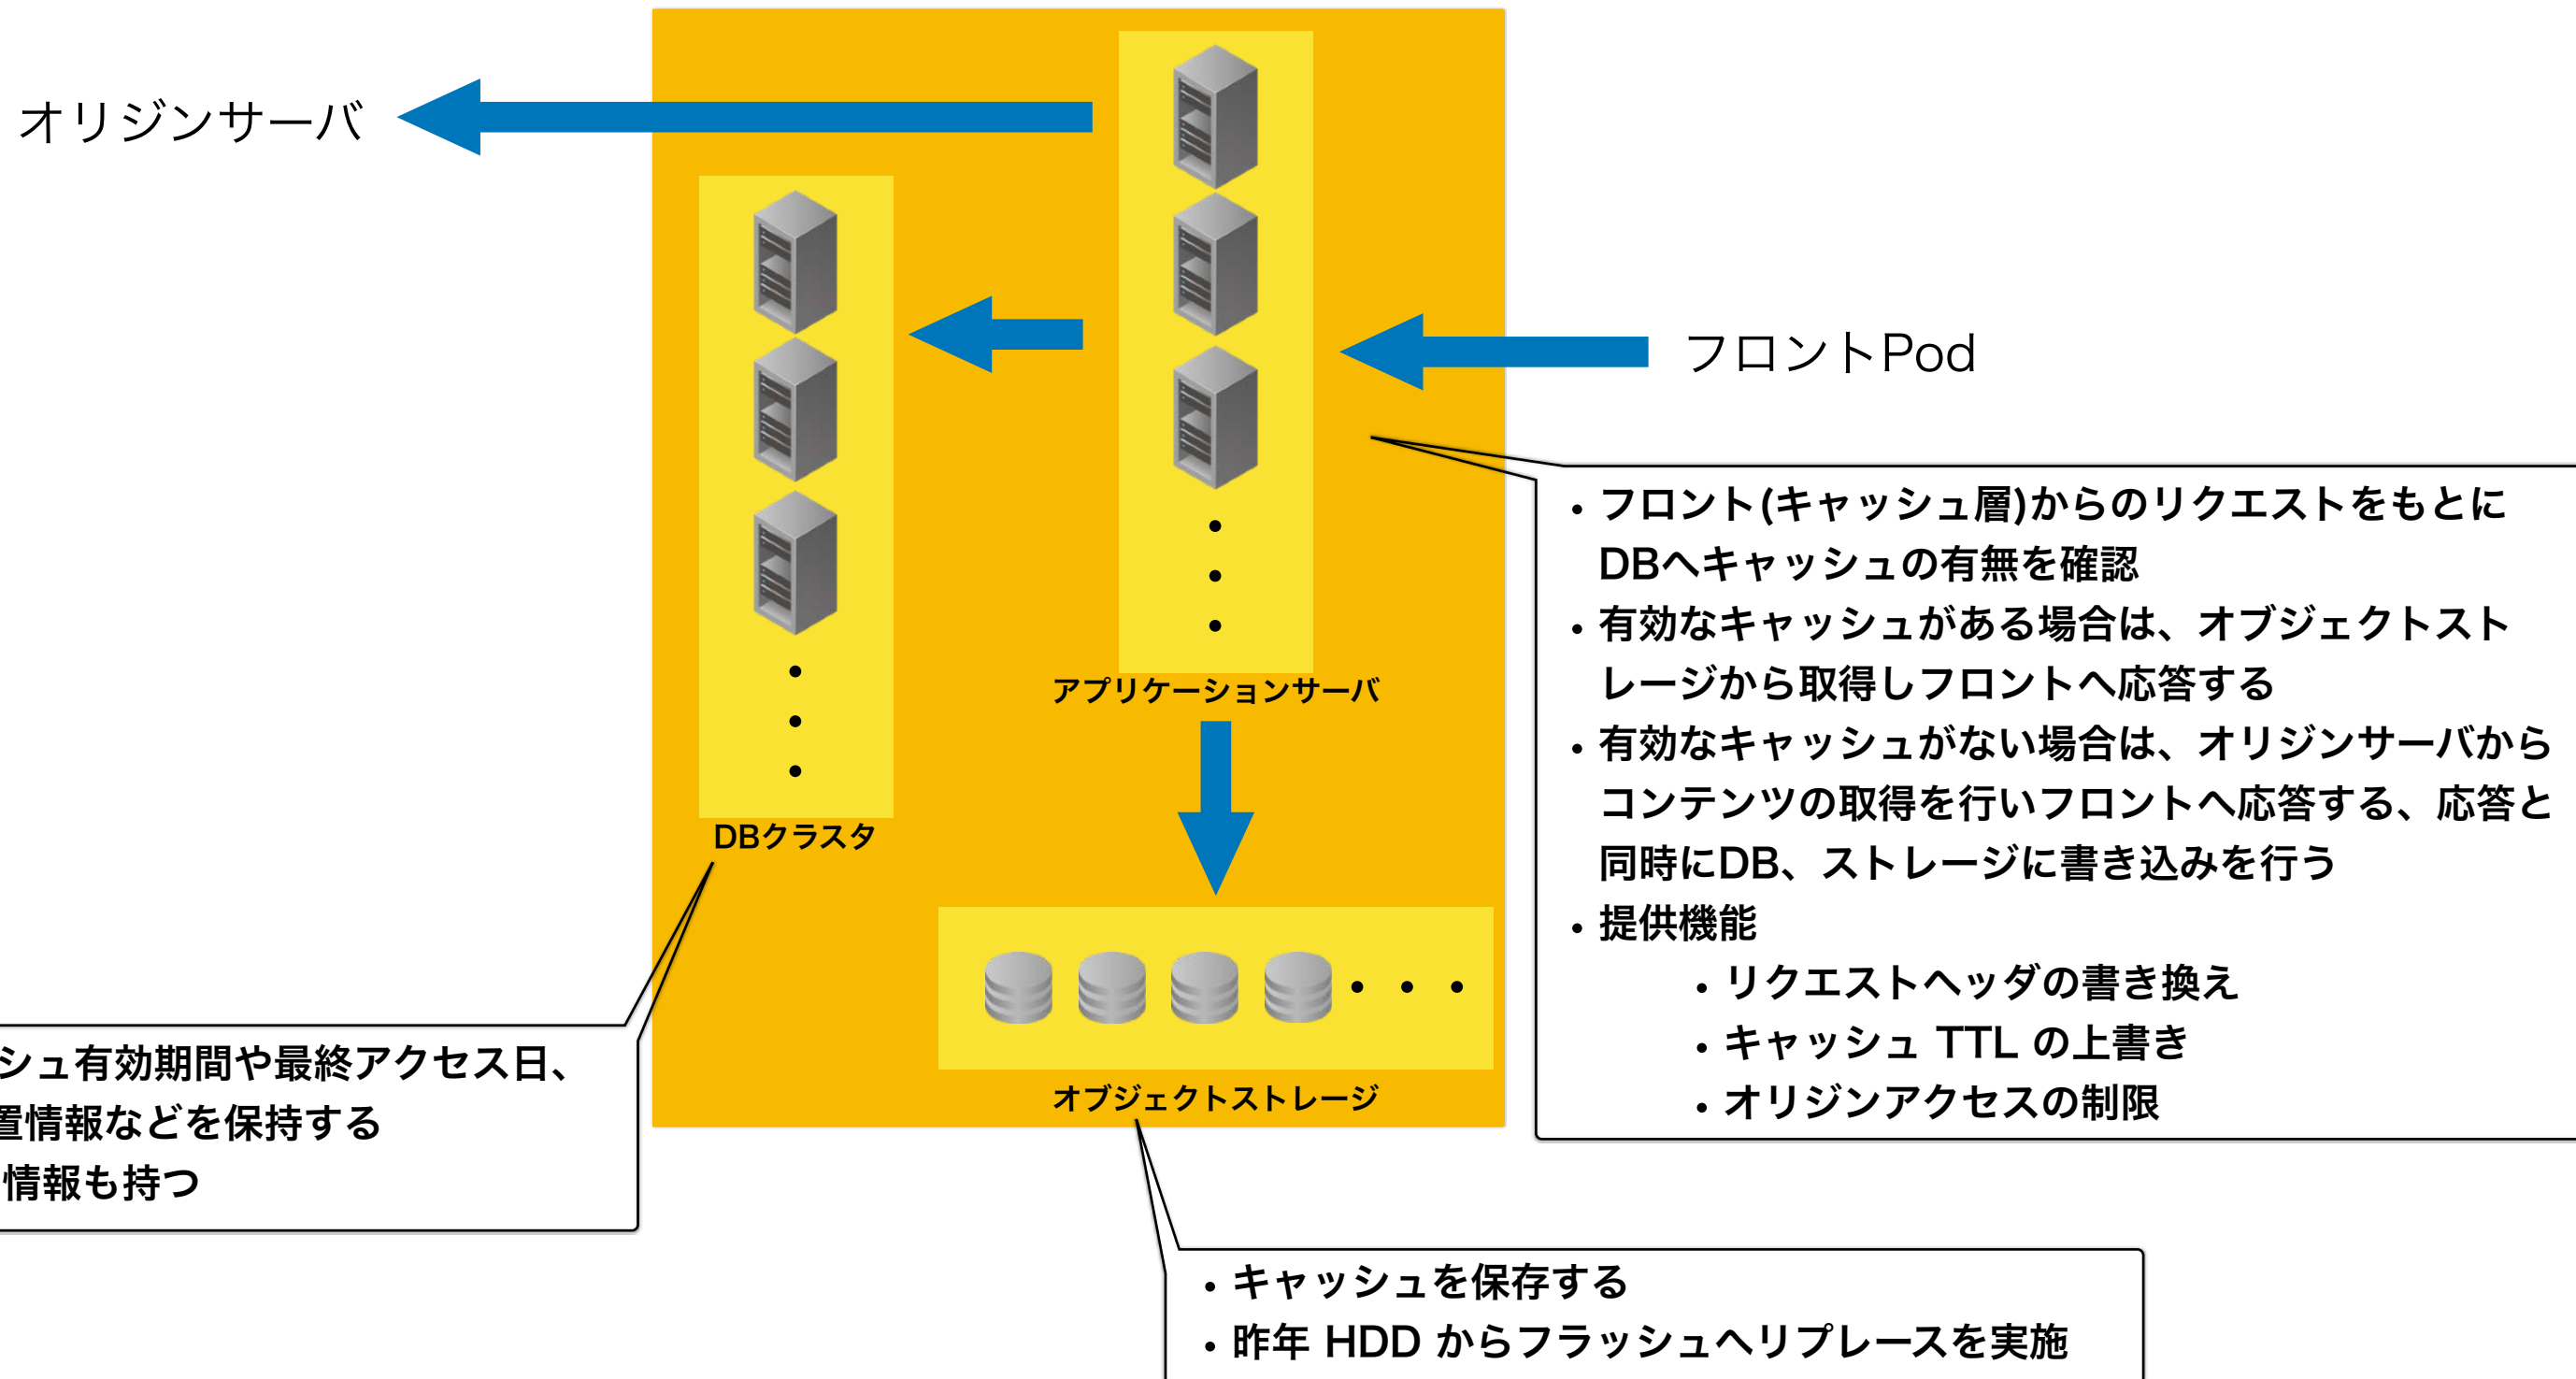 オリジンサーバ
フロントPod
・フロント(キャッシュ層)からのリクエストをもとに
DBへキャッシュの有無を確認
・有効なキャッシュがある場合は、オブジェクトスト
レージから取得しフロントへ応答する
・有効なキャッシュがない場合は、オリジンサーバから
コンテンツの取得を行いフロントへ応答する、応答と
同時にDB、ストレージに書き込みを行う
・提供機能
・リクエストヘッダの書き換え
・キャッシュ TTL の上書き
・オリジンアクセスの制限
アプリケーションサーバ
DBクラスタ
シュ有効期間や最終アクセス日、
置情報などを保持する
情報も持つ
オブジェクトストレージ
・キャッシュを保存する
・昨年 HDD からフラッシュへリプレースを実施